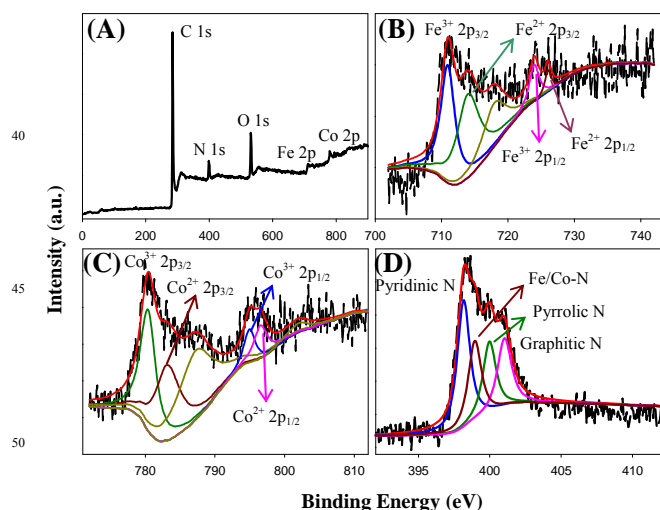 (A)
C 1s
N 1s
O 1s
Fe 2p
Co 2p
0 200 400 600 800
(B)
Fe³⁺ 2p₃/₂
Fe²⁺ 2p₃/₂
Fe³⁺ 2p₁/₂
Fe²⁺ 2p₁/₂
700 710 720 730 740
(C)
Co³⁺ 2p₃/₂
Co²⁺ 2p₃/₂
Co³⁺ 2p₁/₂
Co²⁺ 2p₁/₂
780 790 800 810
(D)
Pyridinic N
Fe/Co-N
Pyrrolic N
Graphitic N
395 400 405 410
Intensity (a.u.)
Binding Energy (eV)
40
45
50